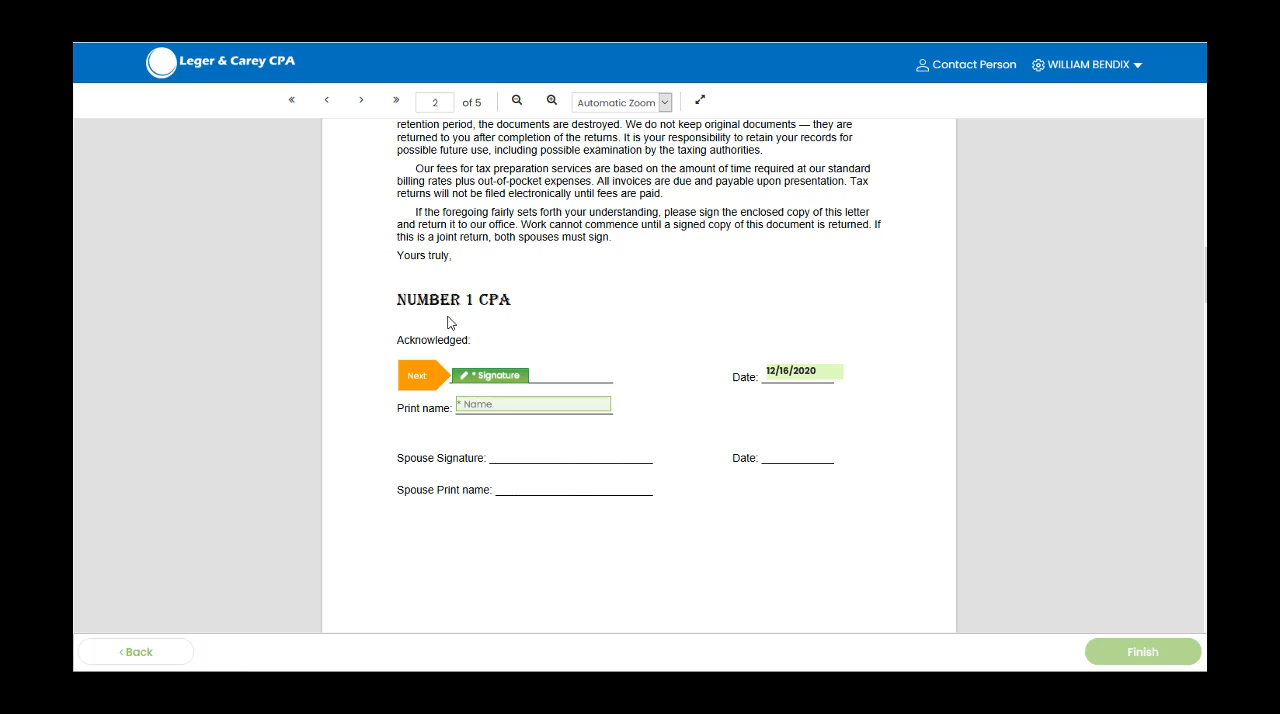 Leger & Carey CPA
Contact Person
WILLIAM BENDIX
2 of 5
Automatic Zoom
retention period, the documents are destroyed. We do not keep original documents — they are
returned to you after completion of the returns. It is your responsibility to retain your records for
possible future use, including possible examination by the taxing authorities.
Our fees for tax preparation services are based on the amount of time required at our standard
billing rates plus out-of-pocket expenses. All invoices are due and payable upon presentation. Tax
returns will not be filed electronically until fees are paid.
If the foregoing fairly sets forth your understanding, please sign the enclosed copy of this letter
and return it to our office. Work cannot commence until a signed copy of this document is returned. If
this is a joint return, both spouses must sign.
Yours truly,
NUMBER 1 CPA
Acknowledged:
Next * Signature Date: 12/16/2020
Print name: * Name
Spouse Signature: Date:
Spouse Print name:
< Back
Finish